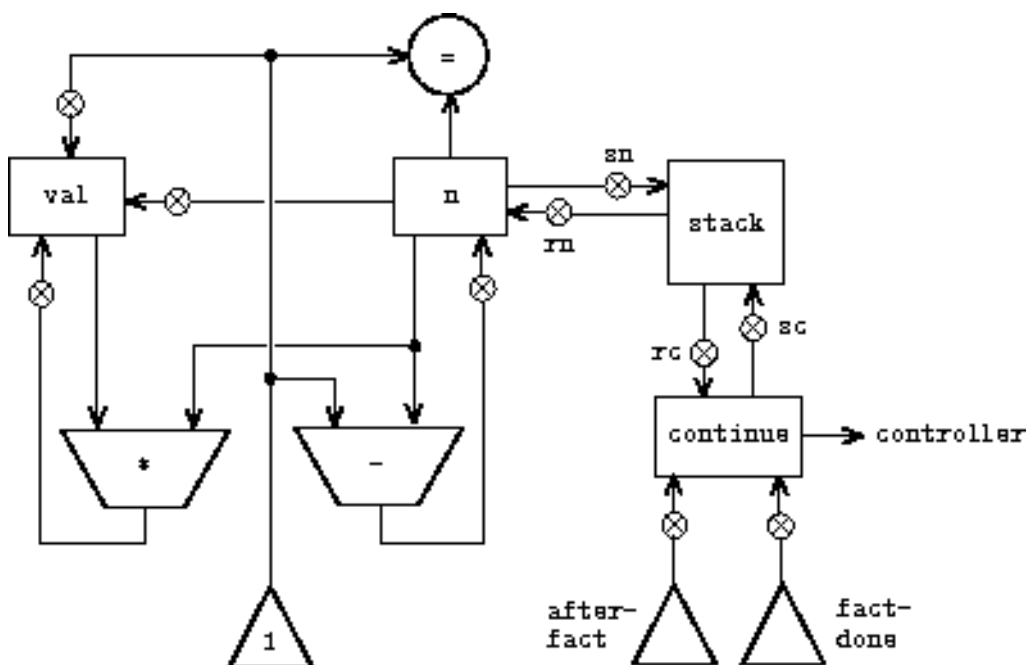 =
sn
val
n
stack
rn
sc
rc
continue
controller
*
-
after-
fact
fact-
done
1